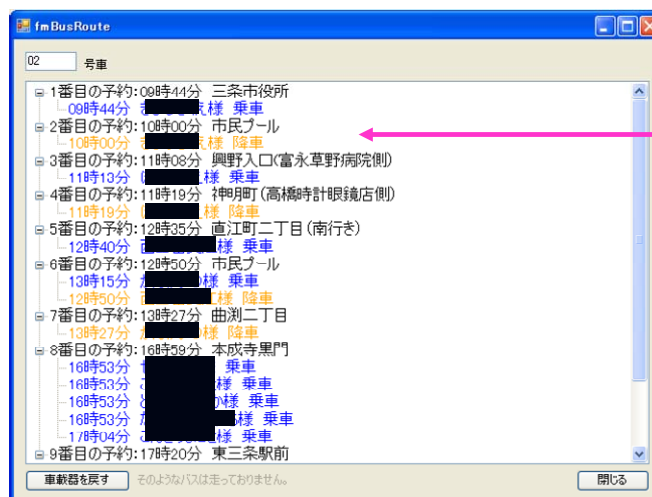 fmBusRoute
02 号車
1番目の予約:09時44分 三条市役所
09時44分 様 乗車
2番目の予約:10時00分 市民プール
10時00分 様 降車
3番目の予約:11時08分 興野入口(富永草野病院側)
11時13分 様 乗車
4番目の予約:11時19分 神明町(高橋時計眼鏡店側)
11時19分 様 降車
5番目の予約:12時35分 直江町二丁目(南行き)
12時40分 様 乗車
6番目の予約:12時50分 市民プール
13時15分 様 乗車
12時50分 様 降車
7番目の予約:13時27分 曲渕二丁目
13時27分 様 降車
8番目の予約:16時59分 本成寺黒門
16時53分 乗車
16時53分 様 乗車
16時53分 様 乗車
16時53分 様 乗車
17時04分 様 乗車
9番目の予約:17時20分 東三条駅前
車載器を戻す そのようなバスは走っておりません。 閉じる